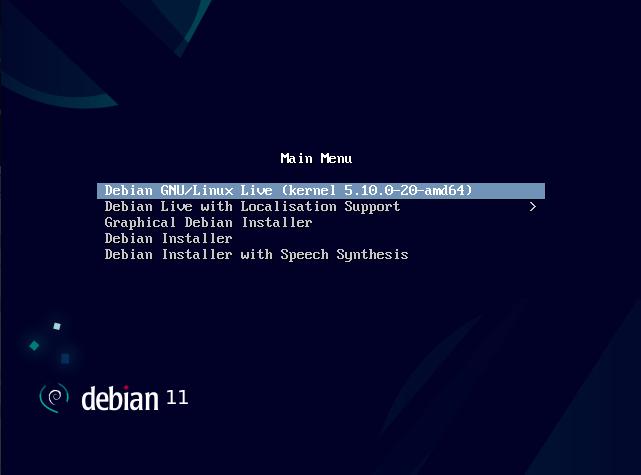 Main Menu
Debian GNU/Linux Live (kernel 5.10.0-20-amd64)
Debian Live with Localisation Support >
Graphical Debian Installer
Debian Installer
Debian Installer with Speech Synthesis
debian 11